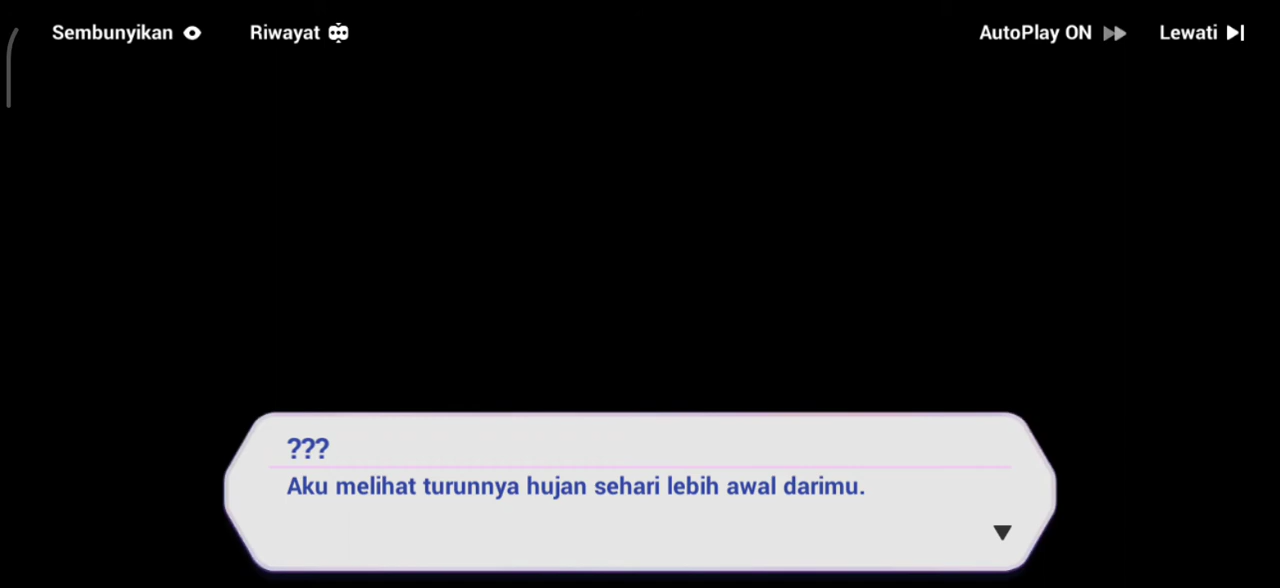 Sembunyikan Riwayat AutoPlay ON Lewati
???
Aku melihat turunnya hujan sehari lebih awal darimu.